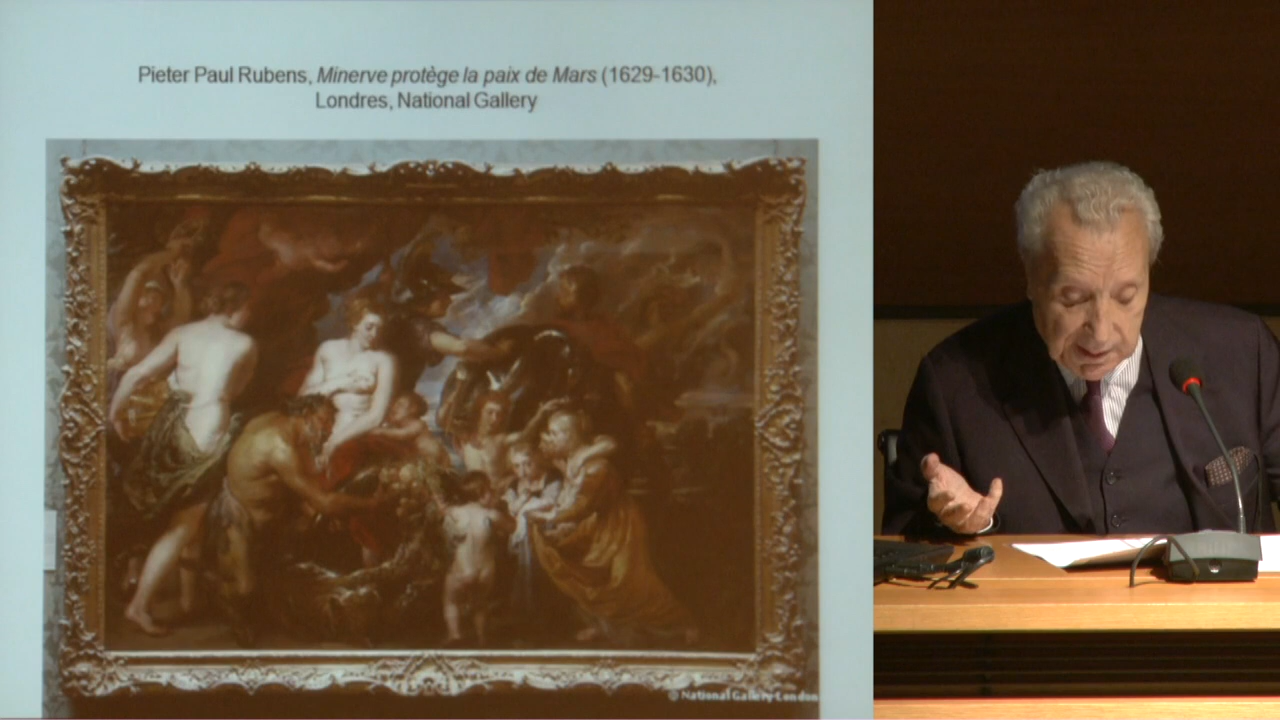 Pieter Paul Rubens, Minerve protège la paix de Mars (1629-1630),
Londres, National Gallery
© National Gallery London